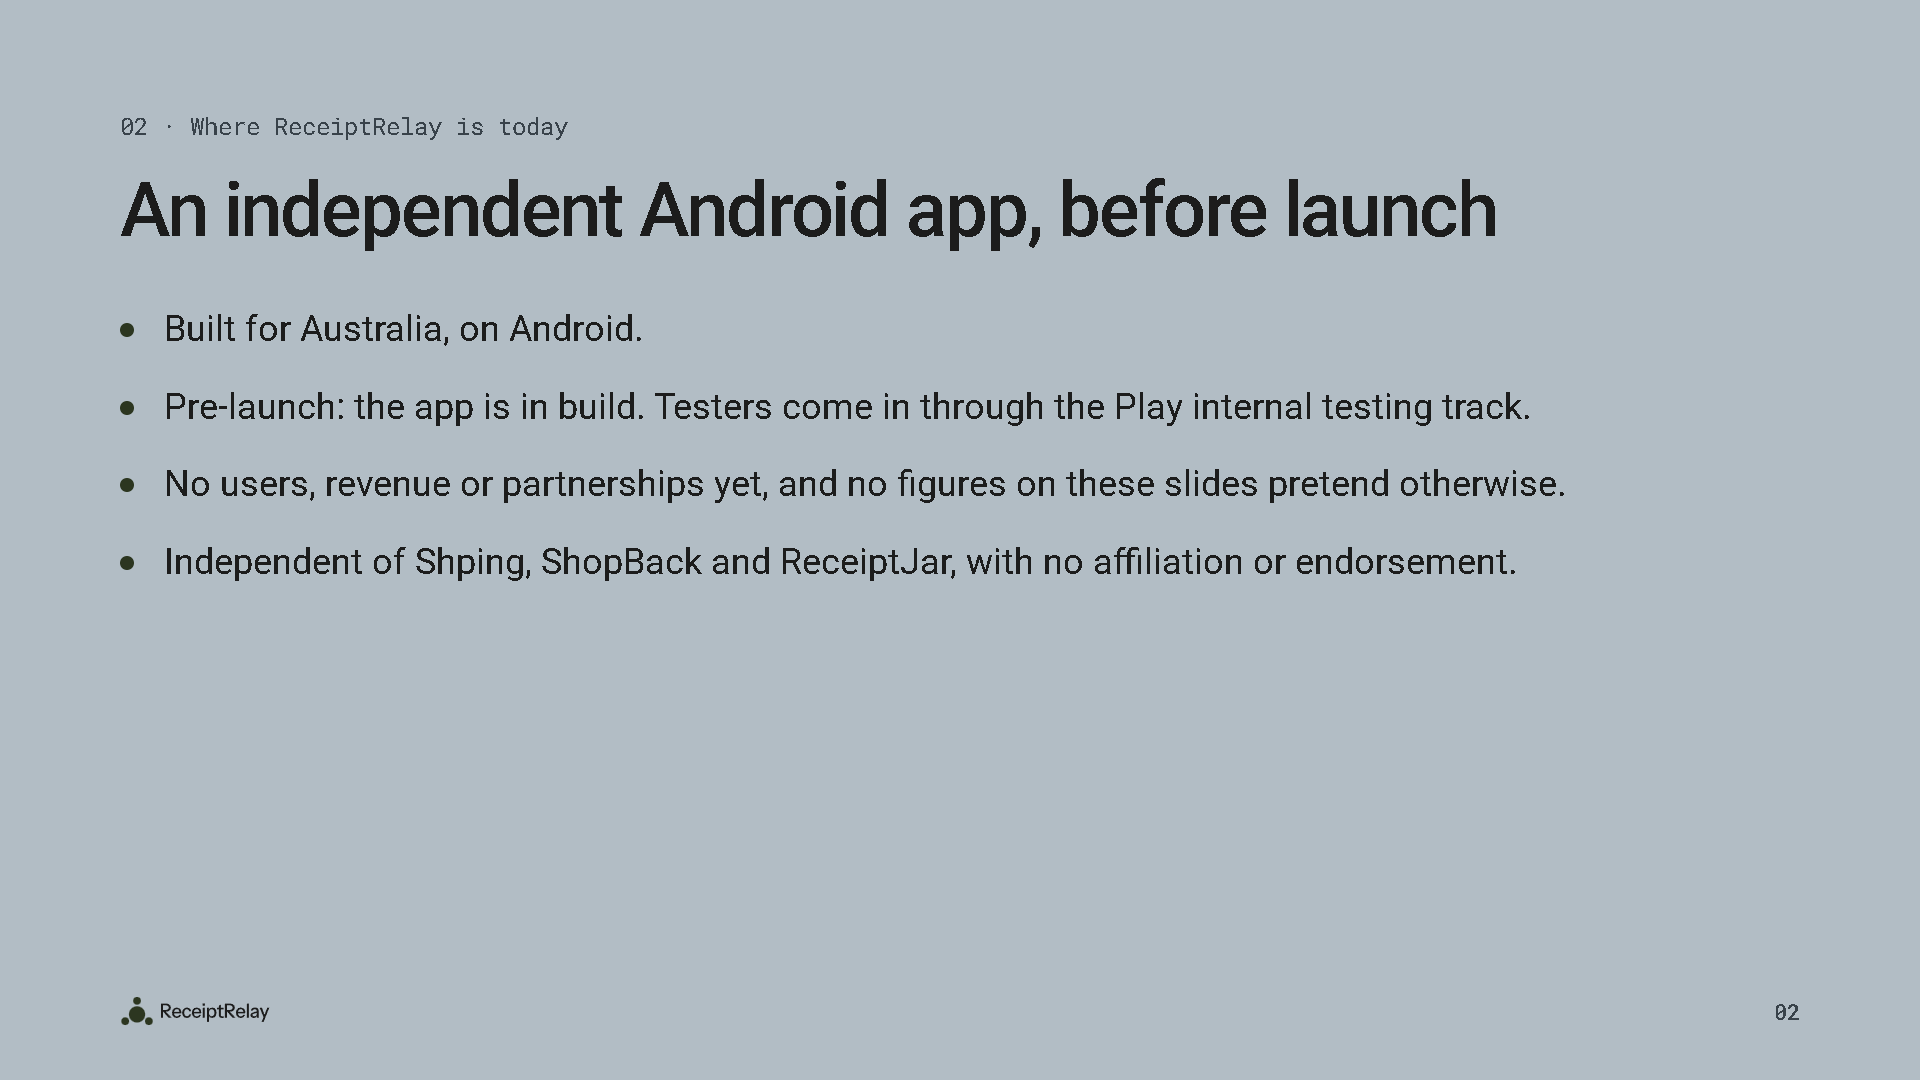 02 · Where ReceiptRelay is today
An independent Android app, before launch
Built for Australia, on Android.
Pre-launch: the app is in build. Testers come in through the Play internal testing track.
No users, revenue or partnerships yet, and no figures on these slides pretend otherwise.
Independent of Shping, ShopBack and ReceiptJar, with no affiliation or endorsement.
ReceiptRelay
02